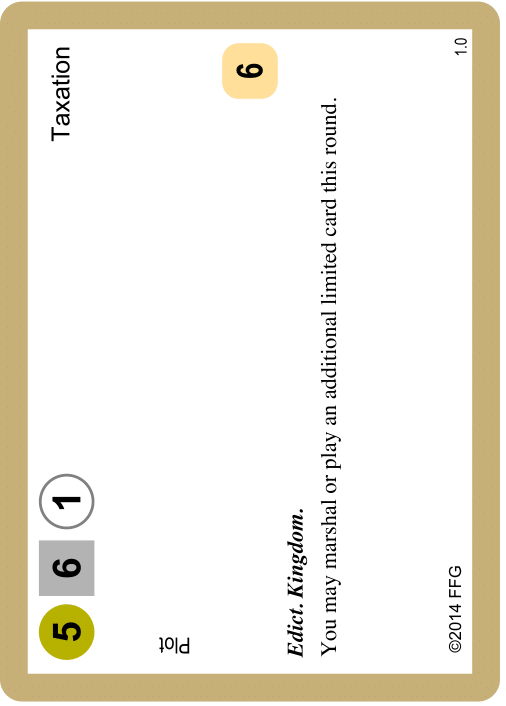 5 6 1 Taxation
Plot
6
Edict. Kingdom.
You may marshal or play an additional limited card this round.
©2014 FFG 1.0